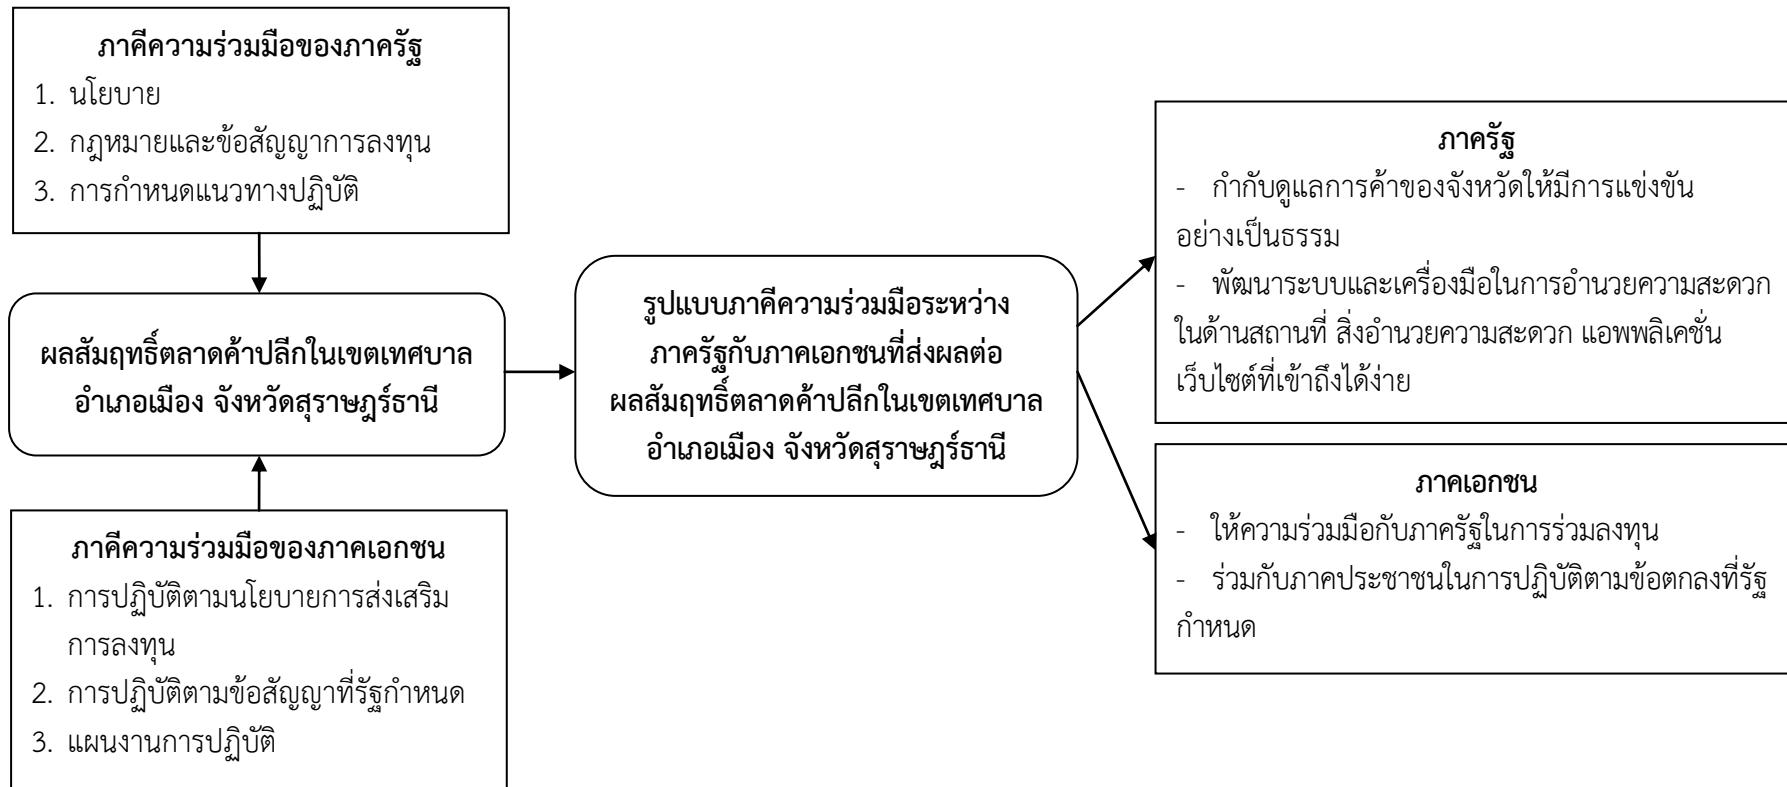 ภาคีความร่วมมือของภาครัฐ
1. นโยบาย
2. กฎหมายและข้อสัญญาการลงทุน
3. การกำหนดแนวทางปฏิบัติ
ผลสัมฤทธิ์ตลาดค้าปลีกในเขตเทศบาล
อำเภอเมือง จังหวัดสุราษฎร์ธานี
ภาคีความร่วมมือของภาคเอกชน
1. การปฏิบัติตามนโยบายการส่งเสริม
การลงทุน
2. การปฏิบัติตามข้อสัญญาที่รัฐกำหนด
3. แผนงานการปฏิบัติ
รูปแบบภาคีความร่วมมือระหว่าง
ภาครัฐกับภาคเอกชนที่ส่งผลต่อ
ผลสัมฤทธิ์ตลาดค้าปลีกในเขตเทศบาล
อำเภอเมือง จังหวัดสุราษฎร์ธานี
ภาครัฐ
- กำกับดูแลการค้าของจังหวัดให้มีการแข่งขัน
อย่างเป็นธรรม
- พัฒนาระบบและเครื่องมือในการอำนวยความสะดวก
ในด้านสถานที่ สิ่งอำนวยความสะดวก แอพพลิเคชั่น
เว็บไซต์ที่เข้าถึงได้ง่าย
ภาคเอกชน
- ให้ความร่วมมือกับภาครัฐในการร่วมลงทุน
- ร่วมกับภาคประชาชนในการปฏิบัติตามข้อตกลงที่รัฐ
กำหนด